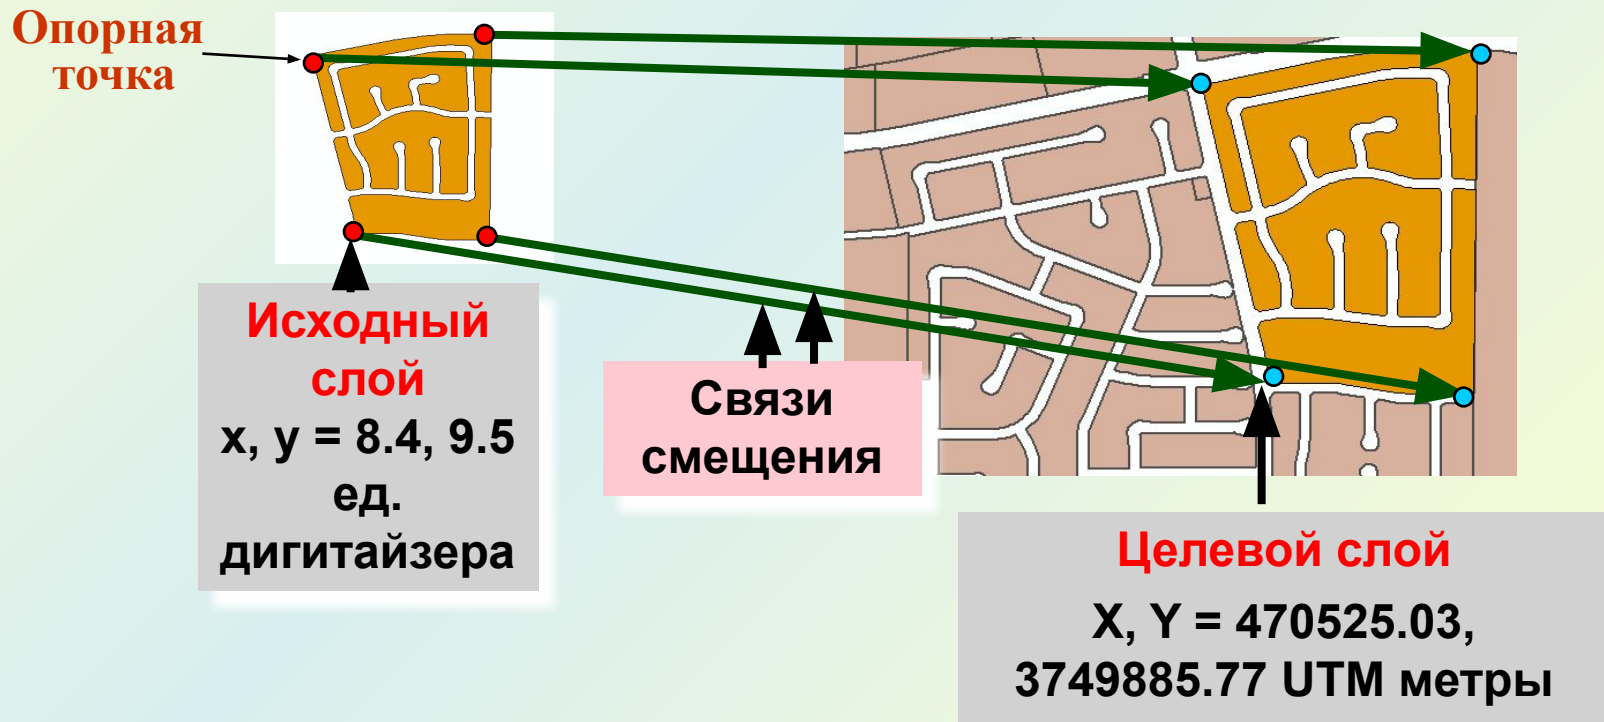 Опорная
точка
Исходный
слой
x, y = 8.4, 9.5
ед.
дигитайзера
Связи
смещения
Целевой слой
X, Y = 470525.03,
3749885.77 UTM метры